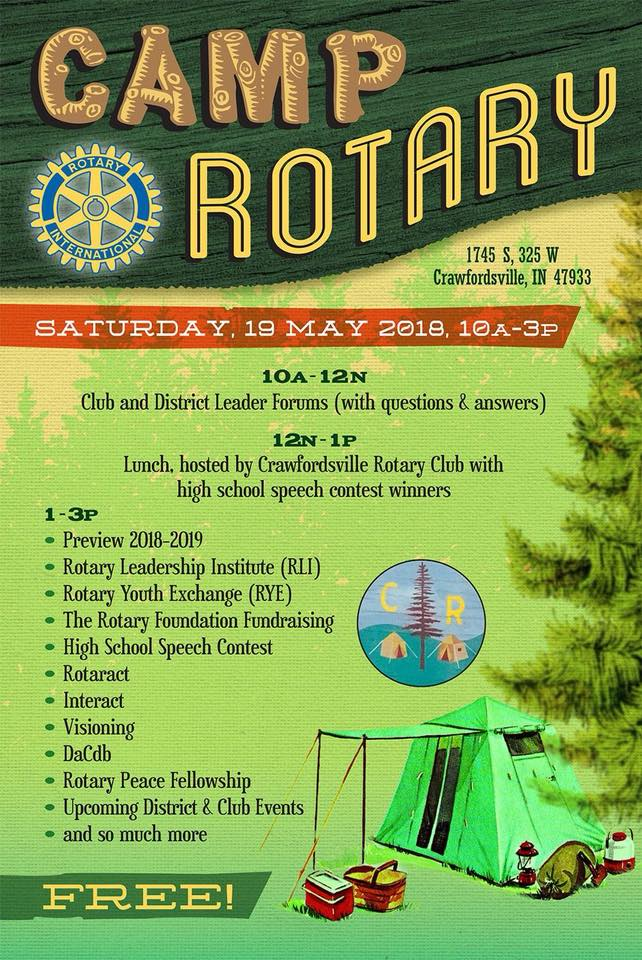 CAMP
ROTARY
ROTARY
INTERNATIONAL
1745 S, 325 W
Crawfordsville, IN 47933
SATURDAY, 19 MAY 2018, 10A-3P
10A-12N
Club and District Leader Forums (with questions & answers)
12N-1P
Lunch, hosted by Crawfordsville Rotary Club with
high school speech contest winners
1-3P
• Preview 2018-2019
• Rotary Leadership Institute (RLI)
• Rotary Youth Exchange (RYE)
• The Rotary Foundation Fundraising
• High School Speech Contest
• Rotaract
• Interact
• Visioning
• DaCdb
• Rotary Peace Fellowship
• Upcoming District & Club Events
• and so much more
C R
FREE!